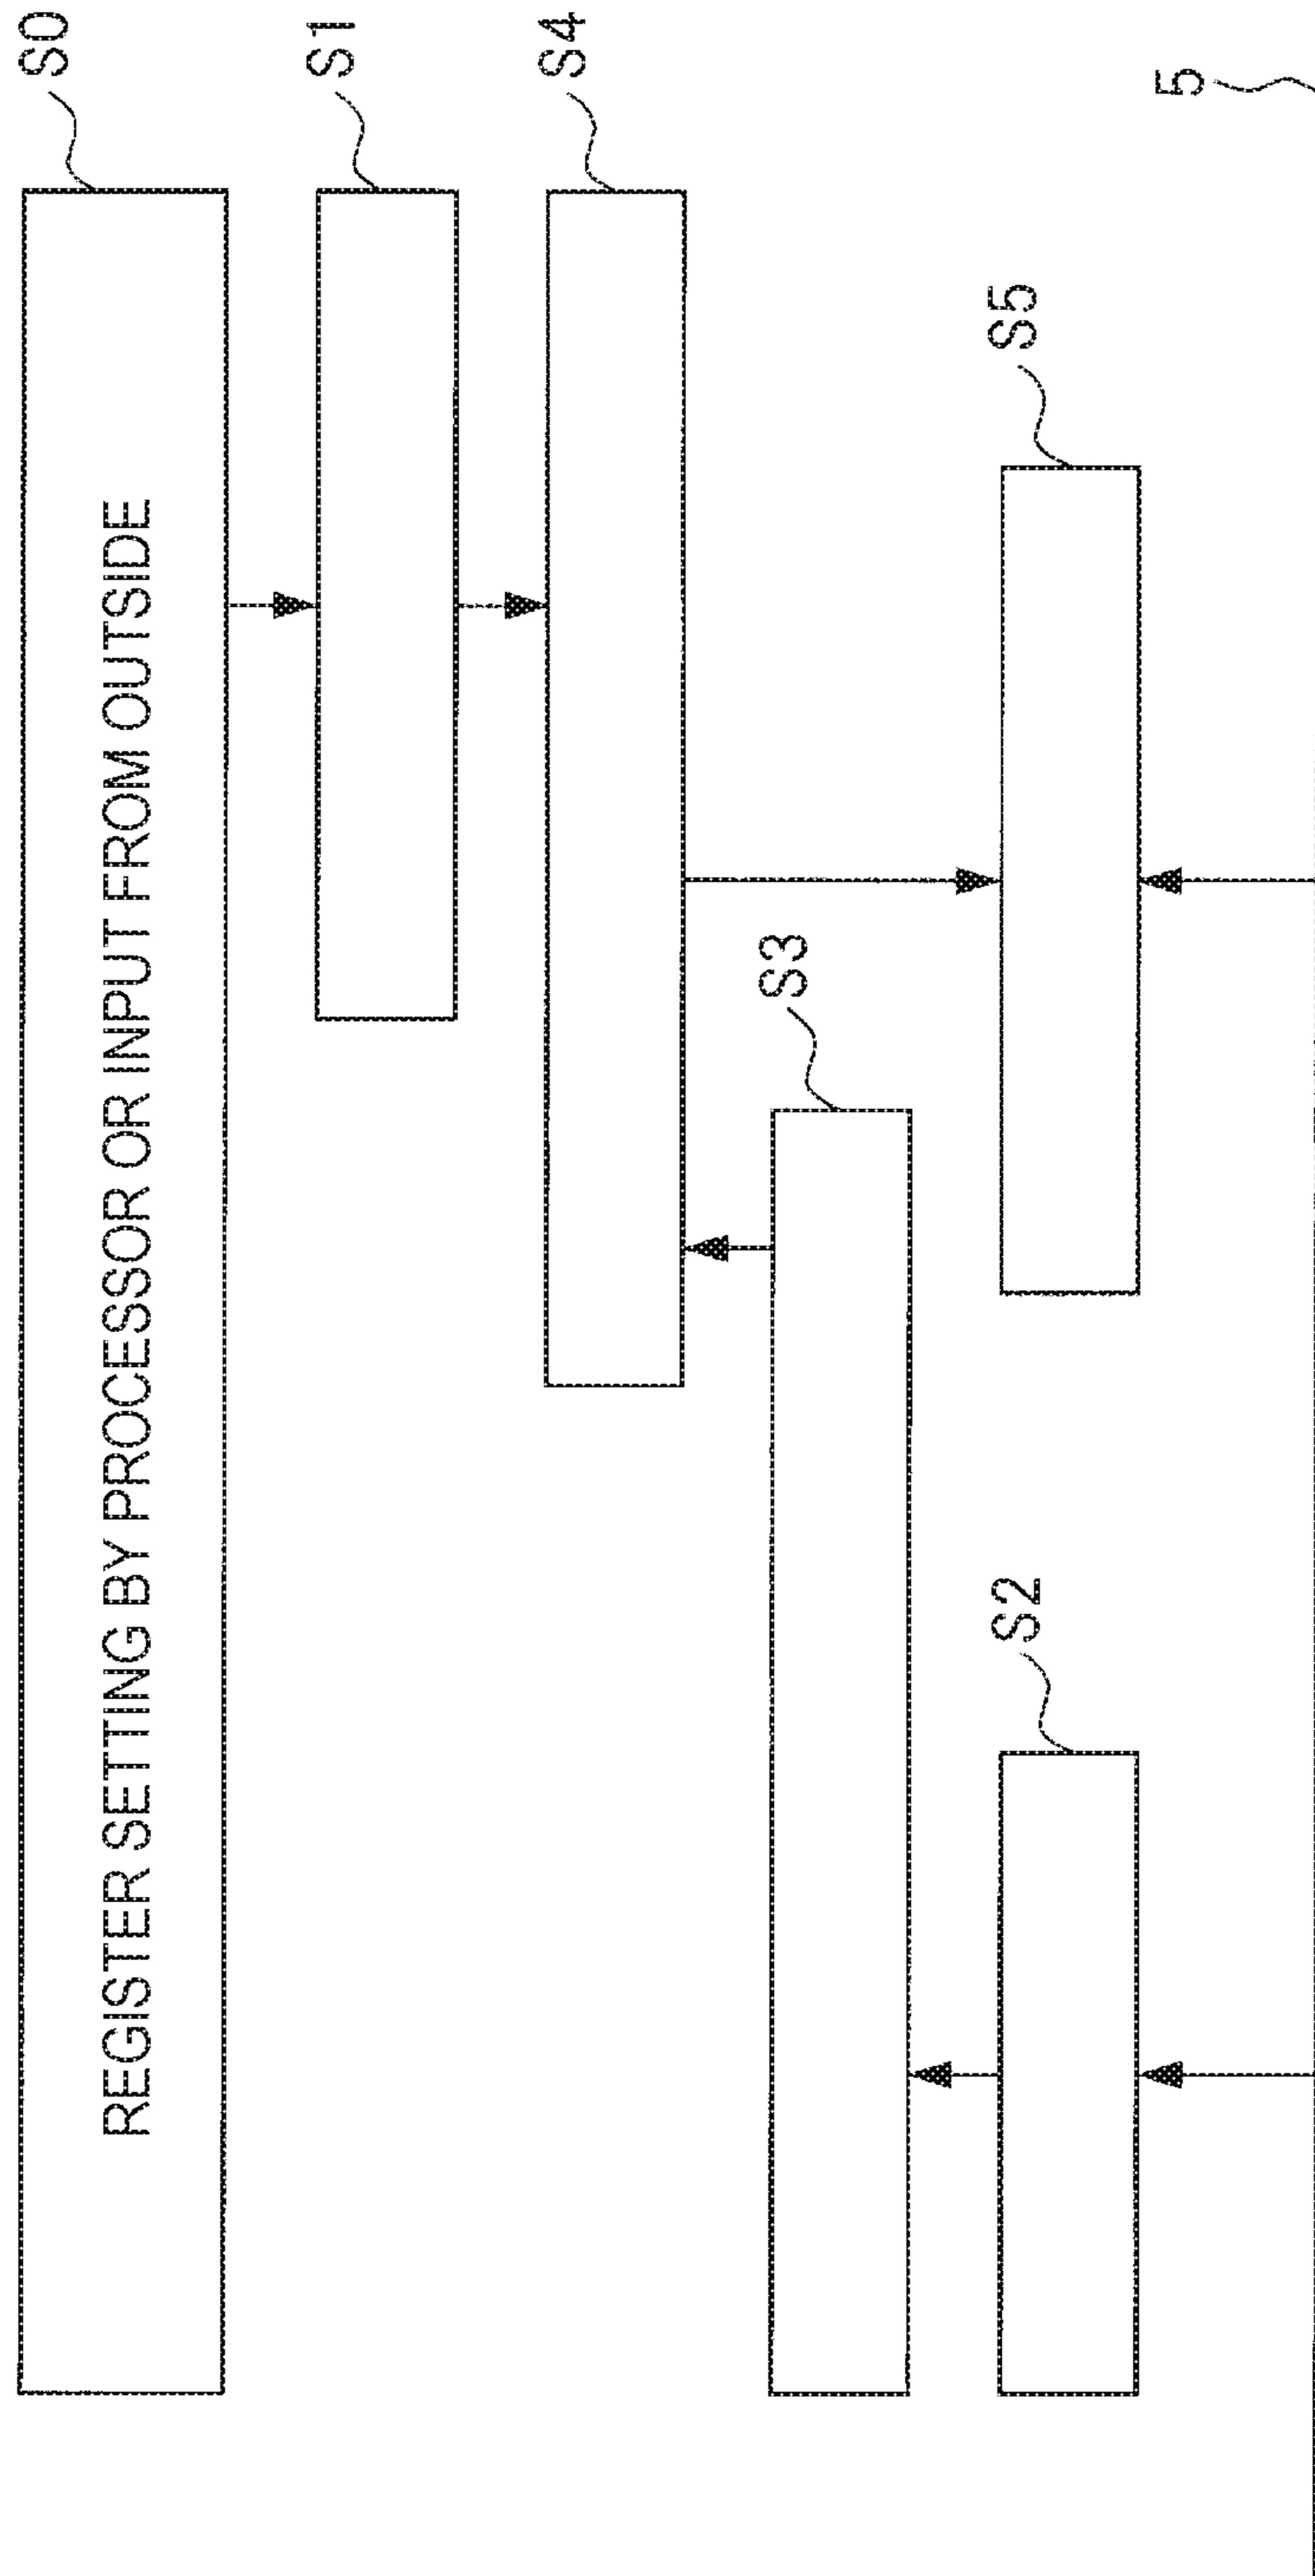 S0
REGISTER SETTING BY PROCESSOR OR INPUT FROM OUTSIDE
S1
S4
S3
S5
S2
5